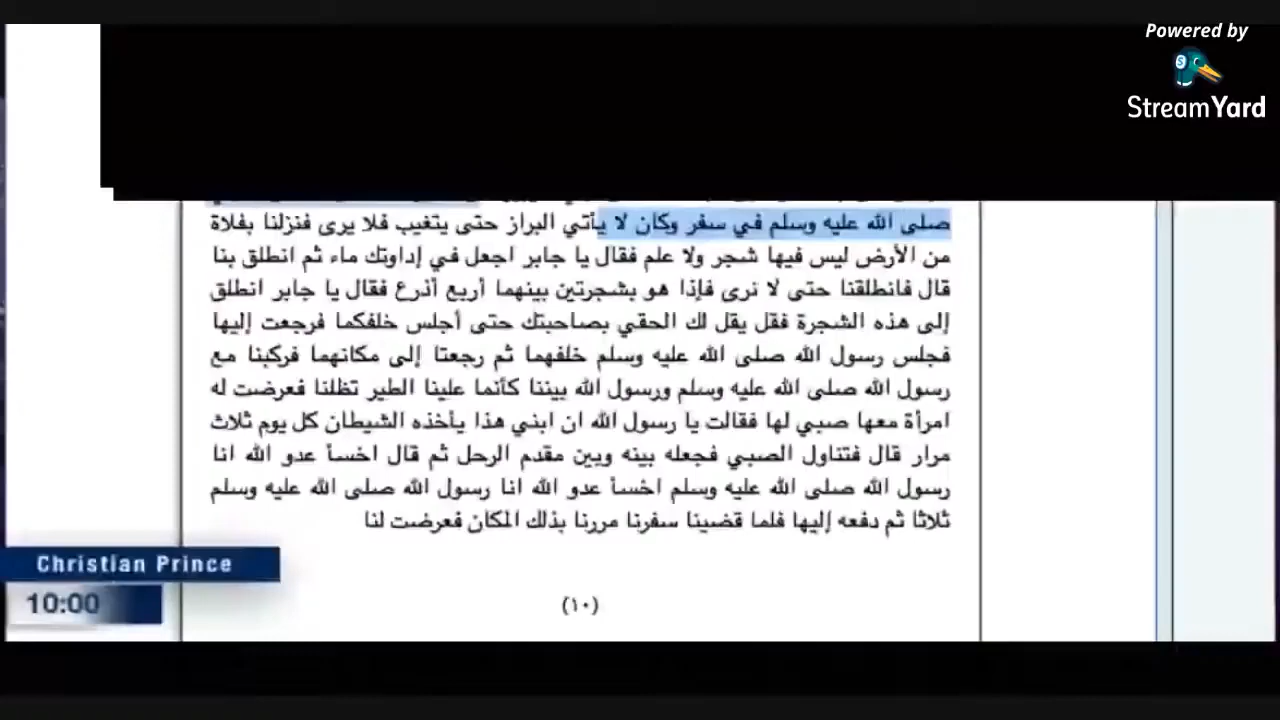 Powered by
StreamYard
صلى الله عليه وسلم في سفر وكان لا يأتي البراز حتى يتغيب فلا يرى فنزلنا بفلاة
من الأرض ليس فيها شجر ولا علم فقال يا جابر اجعل في إداوتك ماء ثم انطلق بنا
قال فانطلقنا حتى لا نرى فإذا هو بشجرتين بينهما أربع أذرع فقال يا جابر انطلق
إلى هذه الشجرة فقل يقل لك الحقي بصاحبتك حتى أجلس خلفكما فرجعت إليها
فجلس رسول الله صلى الله عليه وسلم خلفهما ثم رجعتا إلى مكانهما فركبنا مع
رسول الله صلى الله عليه وسلم ورسول الله بيننا كأنما علينا الطير تظلنا فعرضت له
امرأة معها صبي لها فقالت يا رسول الله ان ابني هذا يأخذه الشيطان كل يوم ثلاث
مرار قال فتناول الصبي فجعله بينه وبين مقدم الرحل ثم قال اخسأ عدو الله انا
رسول الله صلى الله عليه وسلم اخسأ عدو الله انا رسول الله صلى الله عليه وسلم
ثلاثا ثم دفعه إليها فلما قضينا سفرنا مررنا بذلك المكان فعرضت لنا
Christian Prince
10:00
(١٠)